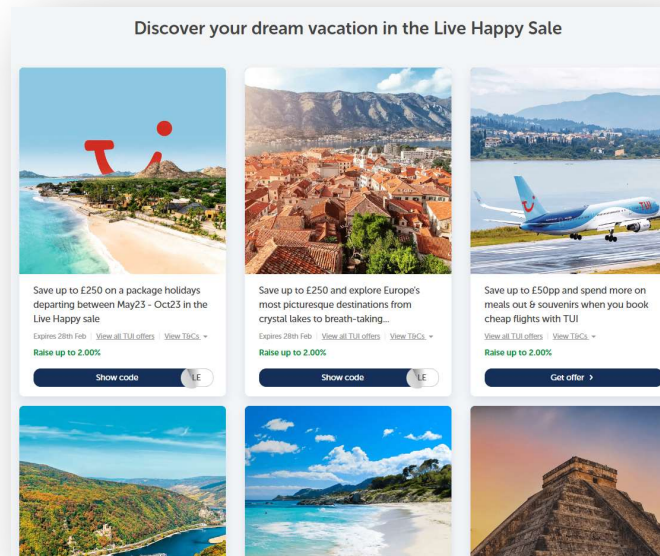 Discover your dream vacation in the Live Happy Sale
Save up to £250 on a package holidays
departing between May23 - Oct23 in the
Live Happy sale
Expires 28th Feb View all TUI offers View T&Cs
Raise up to 2.00%
Show code LE
Save up to £250 and explore Europe's
most picturesque destinations from
crystal lakes to breath-taking...
Expires 28th Feb View all TUI offers View T&Cs
Raise up to 2.00%
Show code LE
TUI
Save up to £50pp and spend more on
meals out & souvenirs when you book
cheap flights with TUI
View all TUI offers View T&Cs
Raise up to 2.00%
Get offer